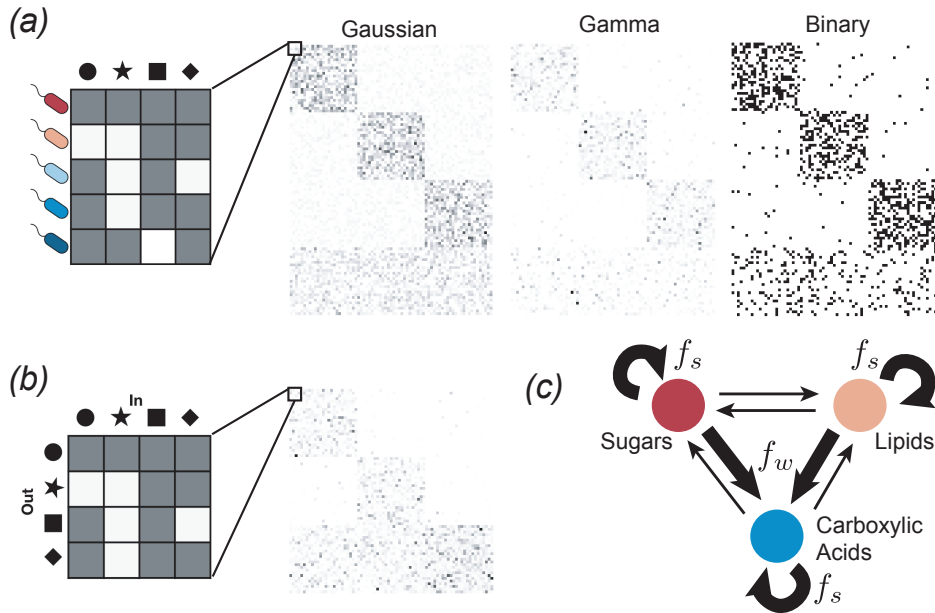 (a)
Gaussian
Gamma
Binary
(b)
In
Out
(c)
f_s
f_s
Sugars
Lipids
f_w
Carboxylic
Acids
f_s